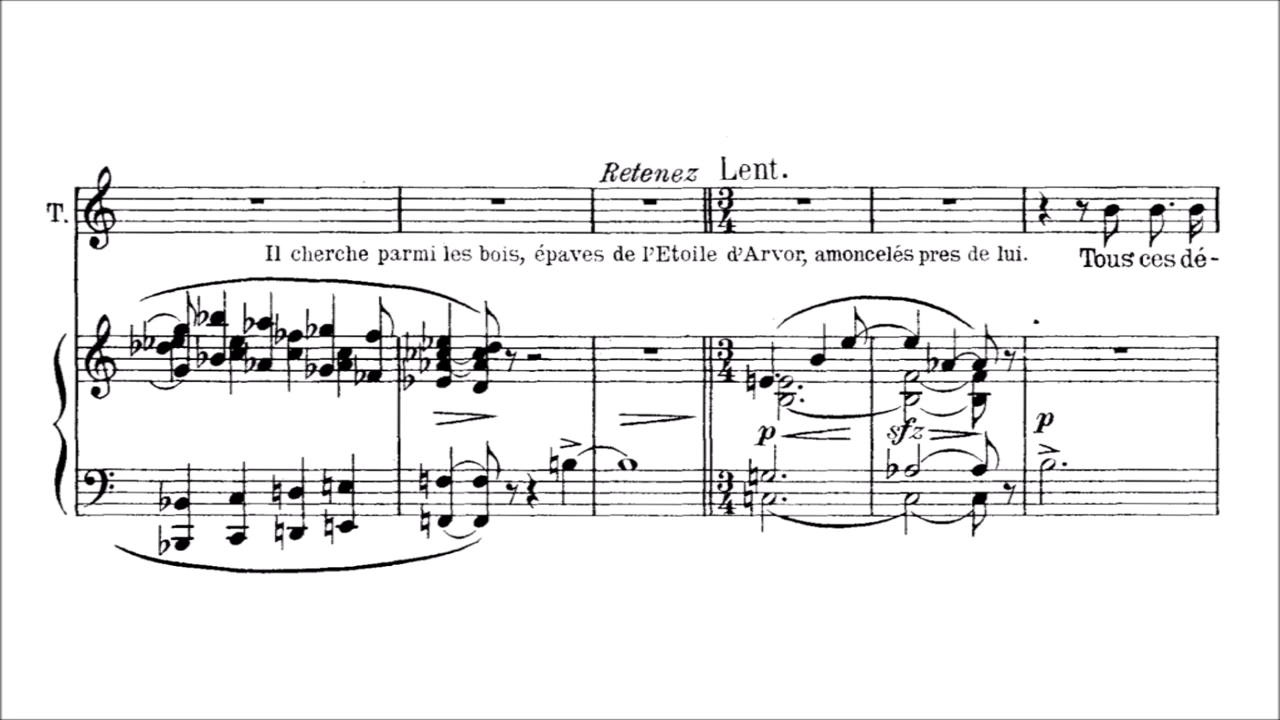 Retenez Lent.
T.
Il cherche parmi les bois, épaves de l'Etoile d'Arvor, amoncelés pres de lui. Tous ces dé-
p sfz p